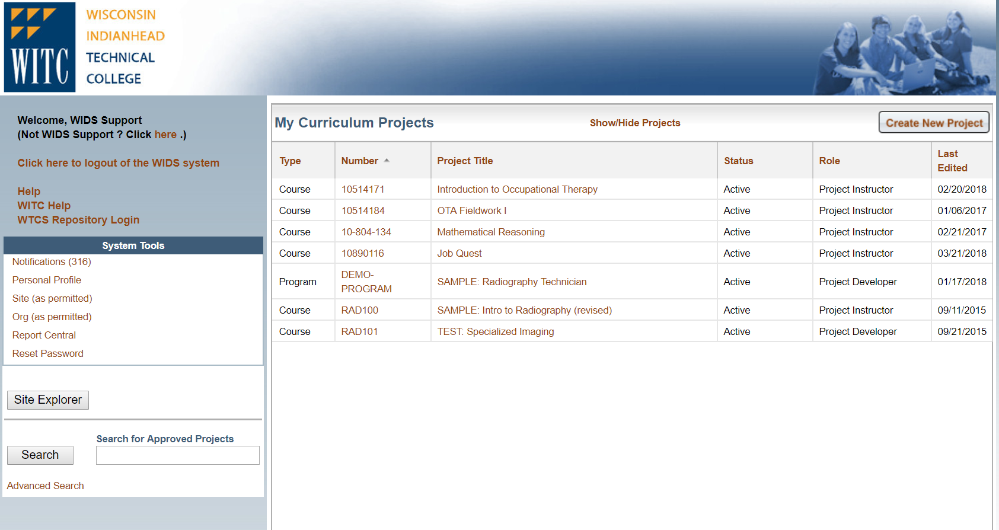 WITC
WISCONSIN
INDIANHEAD
TECHNICAL
COLLEGE
Welcome, WIDS Support
(Not WIDS Support ? Click here .)
Click here to logout of the WIDS system
Help
WITC Help
WTCS Repository Login
System Tools
Notifications (316)
Personal Profile
Site (as permitted)
Org (as permitted)
Report Central
Reset Password
Site Explorer
Search for Approved Projects
Search
Advanced Search
My Curriculum Projects Show/Hide Projects Create New Project
Type Number Project Title Status Role Last Edited
Course 10514171 Introduction to Occupational Therapy Active Project Instructor 02/20/2018
Course 10514184 OTA Fieldwork I Active Project Instructor 01/06/2017
Course 10-804-134 Mathematical Reasoning Active Project Instructor 02/21/2017
Course 10890116 Job Quest Active Project Instructor 03/21/2018
Program DEMO-PROGRAM SAMPLE: Radiography Technician Active Project Developer 01/17/2018
Course RAD100 SAMPLE: Intro to Radiography (revised) Active Project Instructor 09/11/2015
Course RAD101 TEST: Specialized Imaging Active Project Developer 09/21/2015